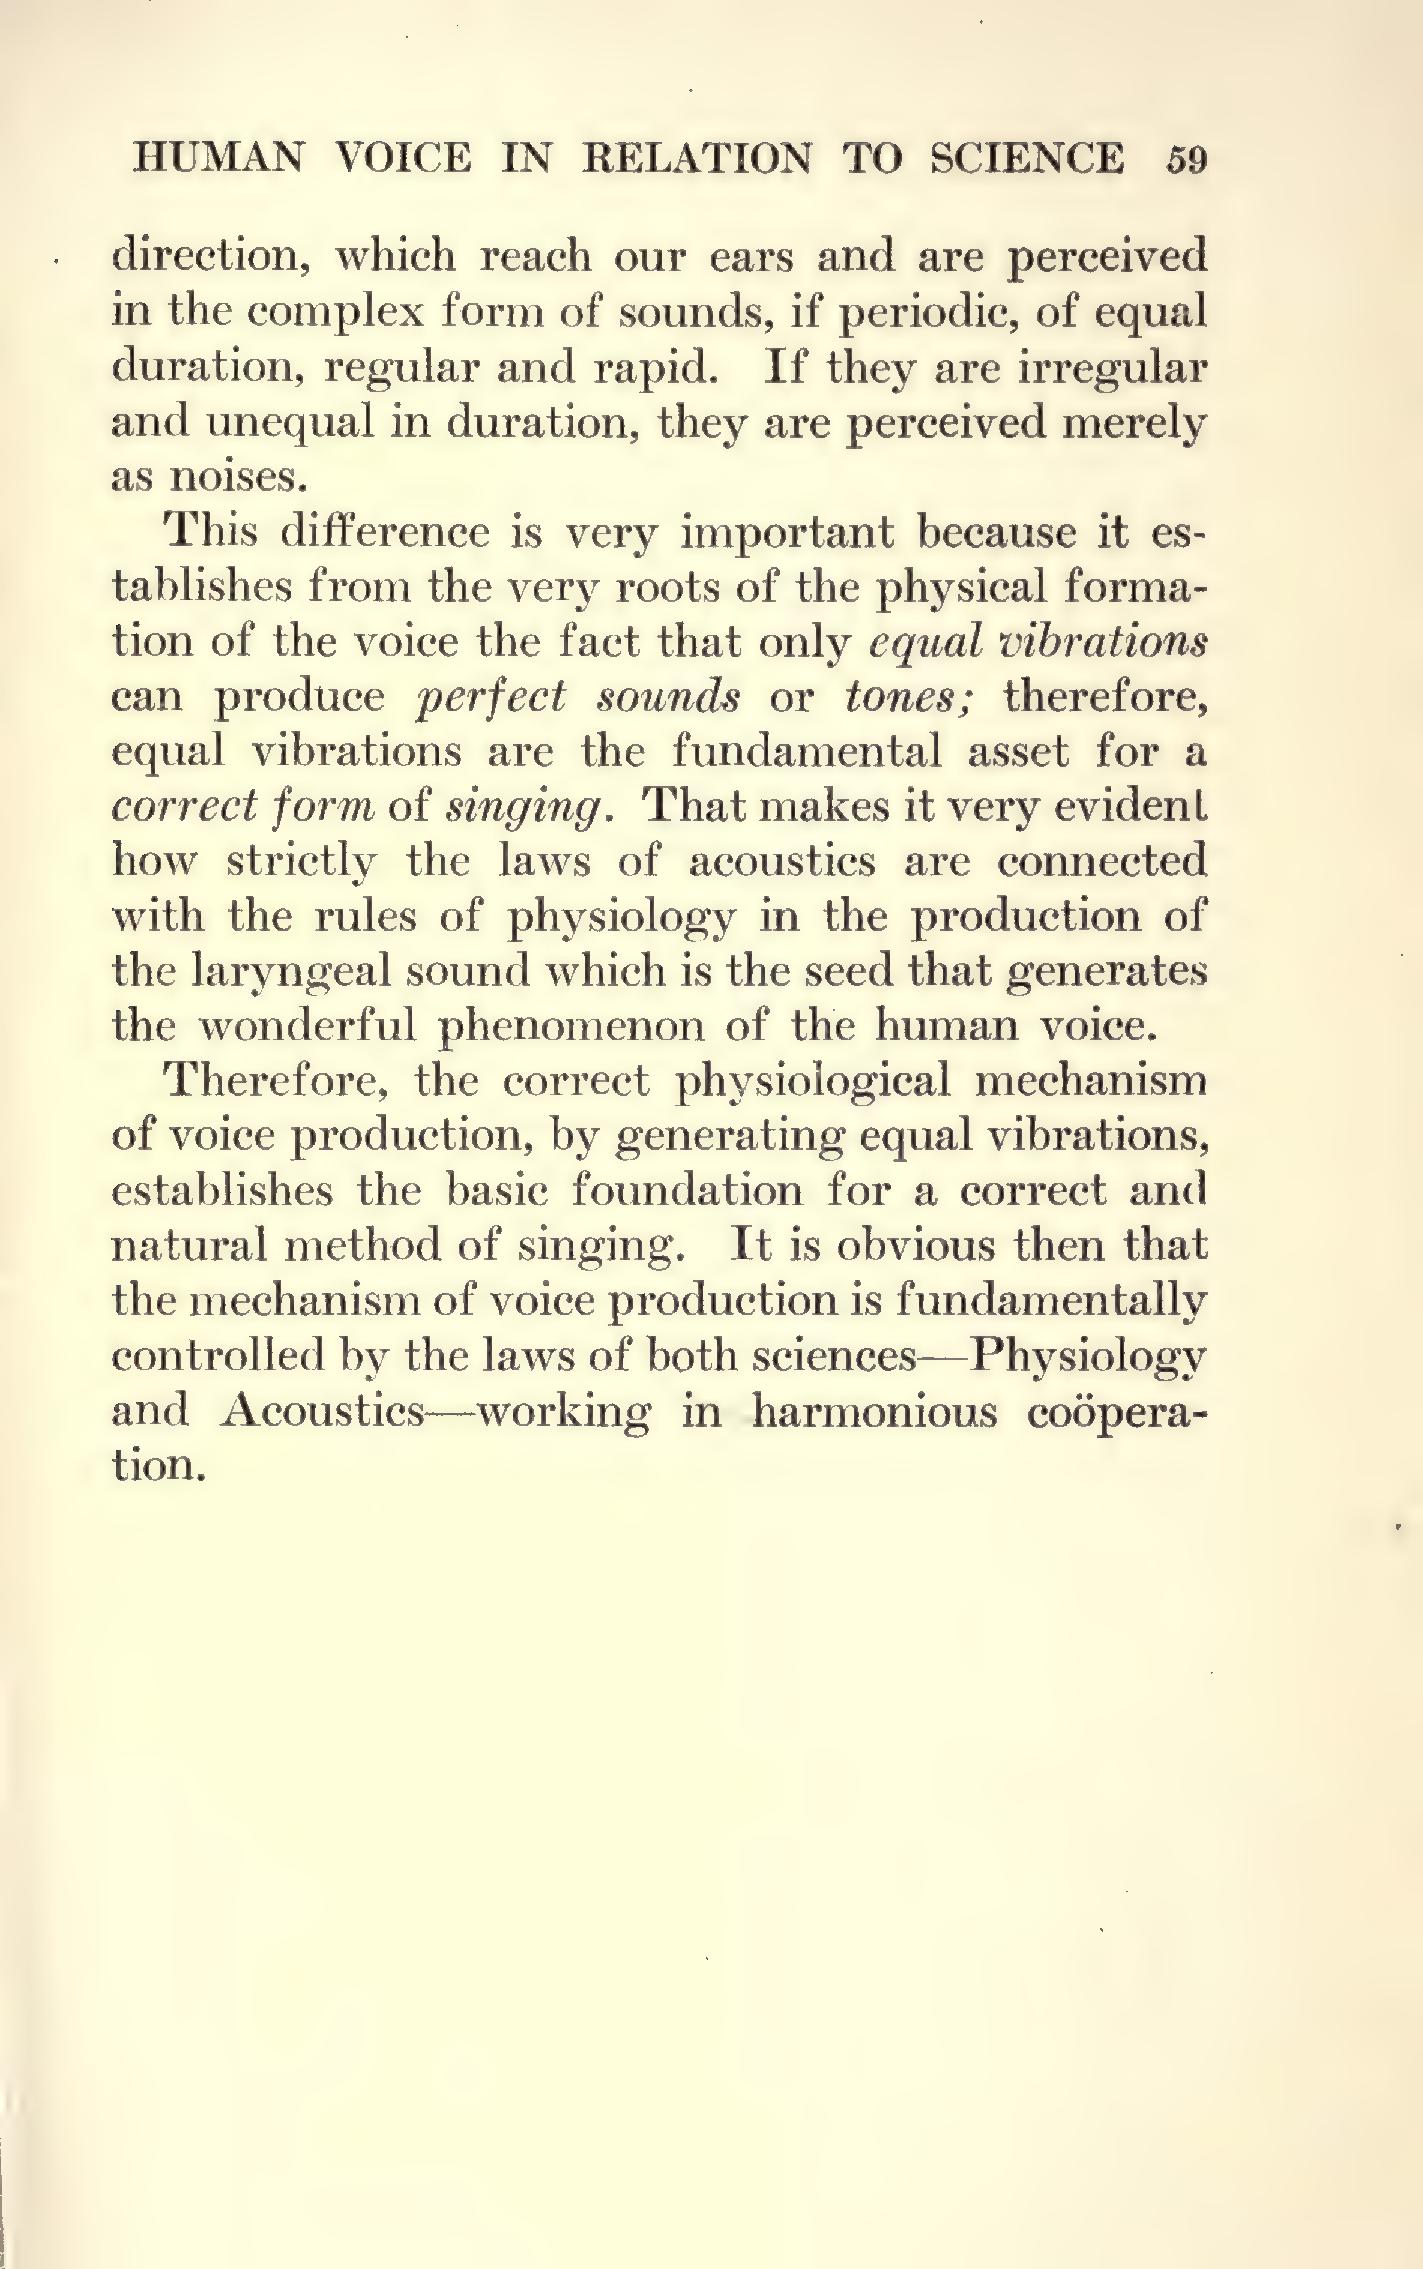 HUMAN VOICE IN RELATION TO SCIENCE 59
direction, which reach our ears and are perceived
in the complex form of sounds, if periodic, of equal
duration, regular and rapid. If they are irregular
and unequal in duration, they are perceived merely
as noises.
This difference is very important because it es-
tablishes from the very roots of the physical forma-
tion of the voice the fact that only equal vibrations
can produce perfect sounds or tones; therefore,
equal vibrations are the fundamental asset for a
correct form of singing. That makes it very evident
how strictly the laws of acoustics are connected
with the rules of physiology in the production of
the laryngeal sound which is the seed that generates
the wonderful phenomenon of the human voice.
Therefore, the correct physiological mechanism
of voice production, by generating equal vibrations,
establishes the basic foundation for a correct and
natural method of singing. It is obvious then that
the mechanism of voice production is fundamentally
controlled by the laws of both sciences—Physiology
and Acoustics—working in harmonious coöpera-
tion.